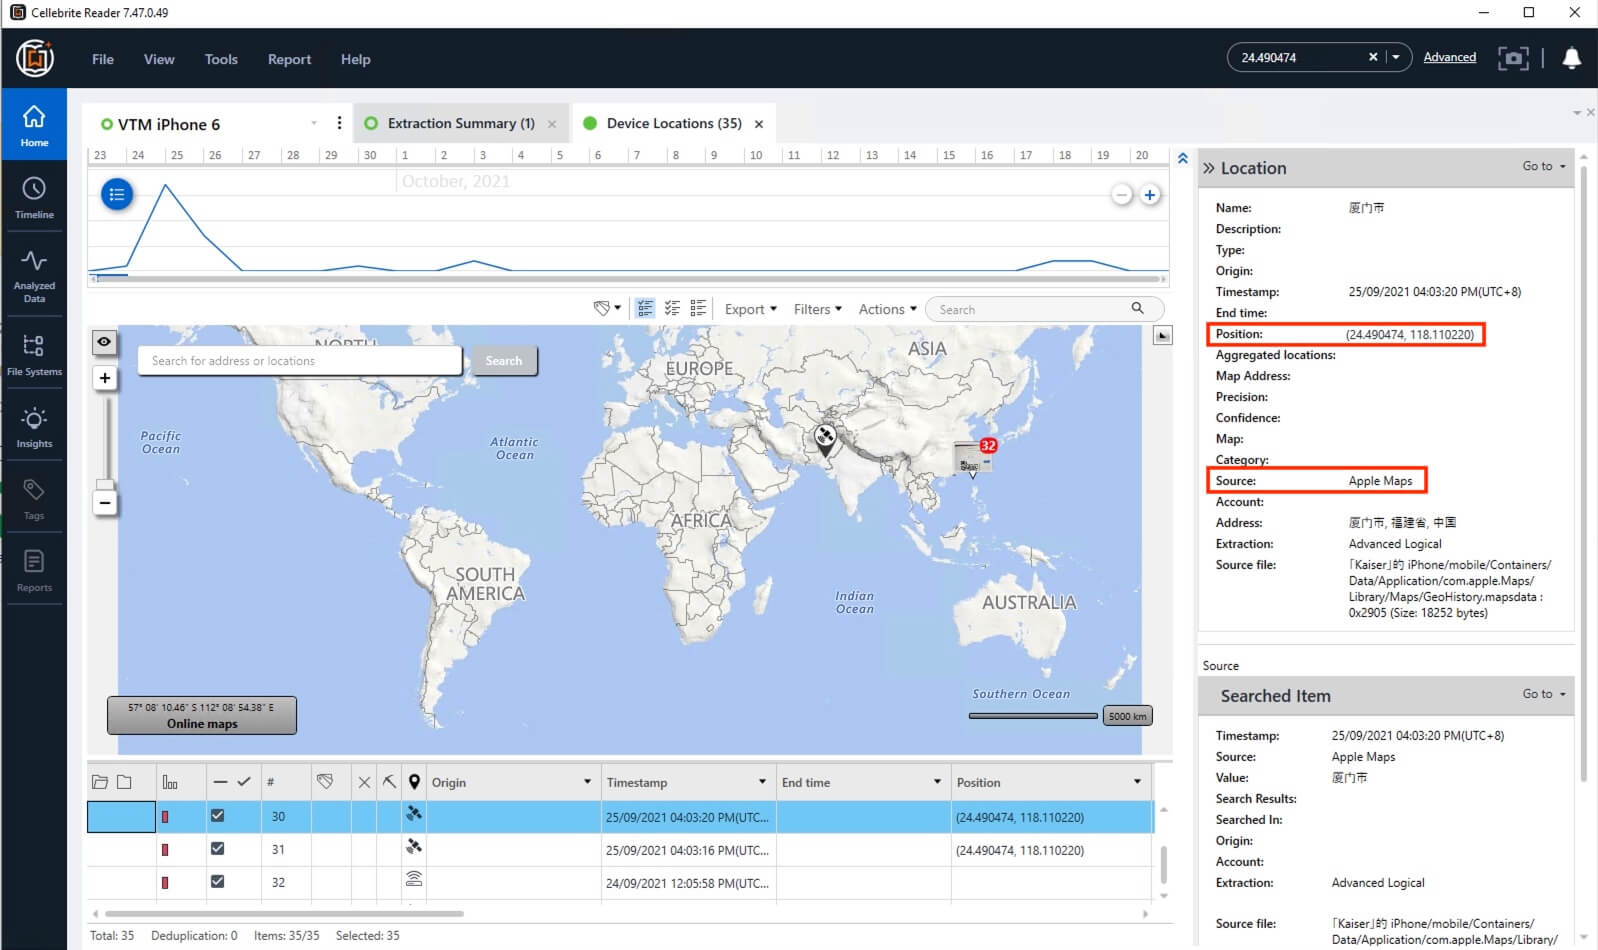 Cellebrite Reader 7.47.0.49
File View Tools Report Help
24.490474
Advanced
Home
Timeline
Analyzed
Data
File Systems
Insights
Tags
Reports
VTM iPhone 6
Extraction Summary (1)
Device Locations (35)
23 24 25 26 27 28 29 30 1 2 3 4 5 6 7 8 9 10 11 12 13 14 15 16 17 18 19 20
October, 2021
Export Filters Actions Search
Search for address or locations
Search
NORTH
EUROPE
ASIA
32
Pacific
Ocean
Atlantic
Ocean
AFRICA
SOUTH
AMERICA
Indian
Ocean
AUSTRALIA
Southern Ocean
5000 km
57° 08' 10.46" S 112° 08' 54.38" E
Online maps
# Origin Timestamp End time Position
30 25/09/2021 04:03:20 PM(UTC... (24.490474, 118.110220)
31 25/09/2021 04:03:16 PM(UTC... (24.490474, 118.110220)
32 24/09/2021 12:05:58 PM(UTC...
Total: 35 Deduplication: 0 Items: 35/35 Selected: 35
Location
Go to
Name: 厦门市
Description:
Type:
Origin:
Timestamp: 25/09/2021 04:03:20 PM(UTC+8)
End time:
Position: (24.490474, 118.110220)
Aggregated locations:
Map Address:
Precision:
Confidence:
Map:
Category:
Source: Apple Maps
Account:
Address: 厦门市, 福建省, 中国
Extraction: Advanced Logical
Source file: 「Kaiser」的 iPhone/mobile/Containers/
Data/Application/com.apple.Maps/
Library/Maps/GeoHistory.mapsdata :
0x2905 (Size: 18252 bytes)
Source
Searched Item
Go to
Timestamp: 25/09/2021 04:03:20 PM(UTC+8)
Source: Apple Maps
Value: 厦门市
Search Results:
Searched In:
Origin:
Account:
Extraction: Advanced Logical
Source file: 「Kaiser」的 iPhone/mobile/Containers/
Data/Application/com.apple.Maps/Library/